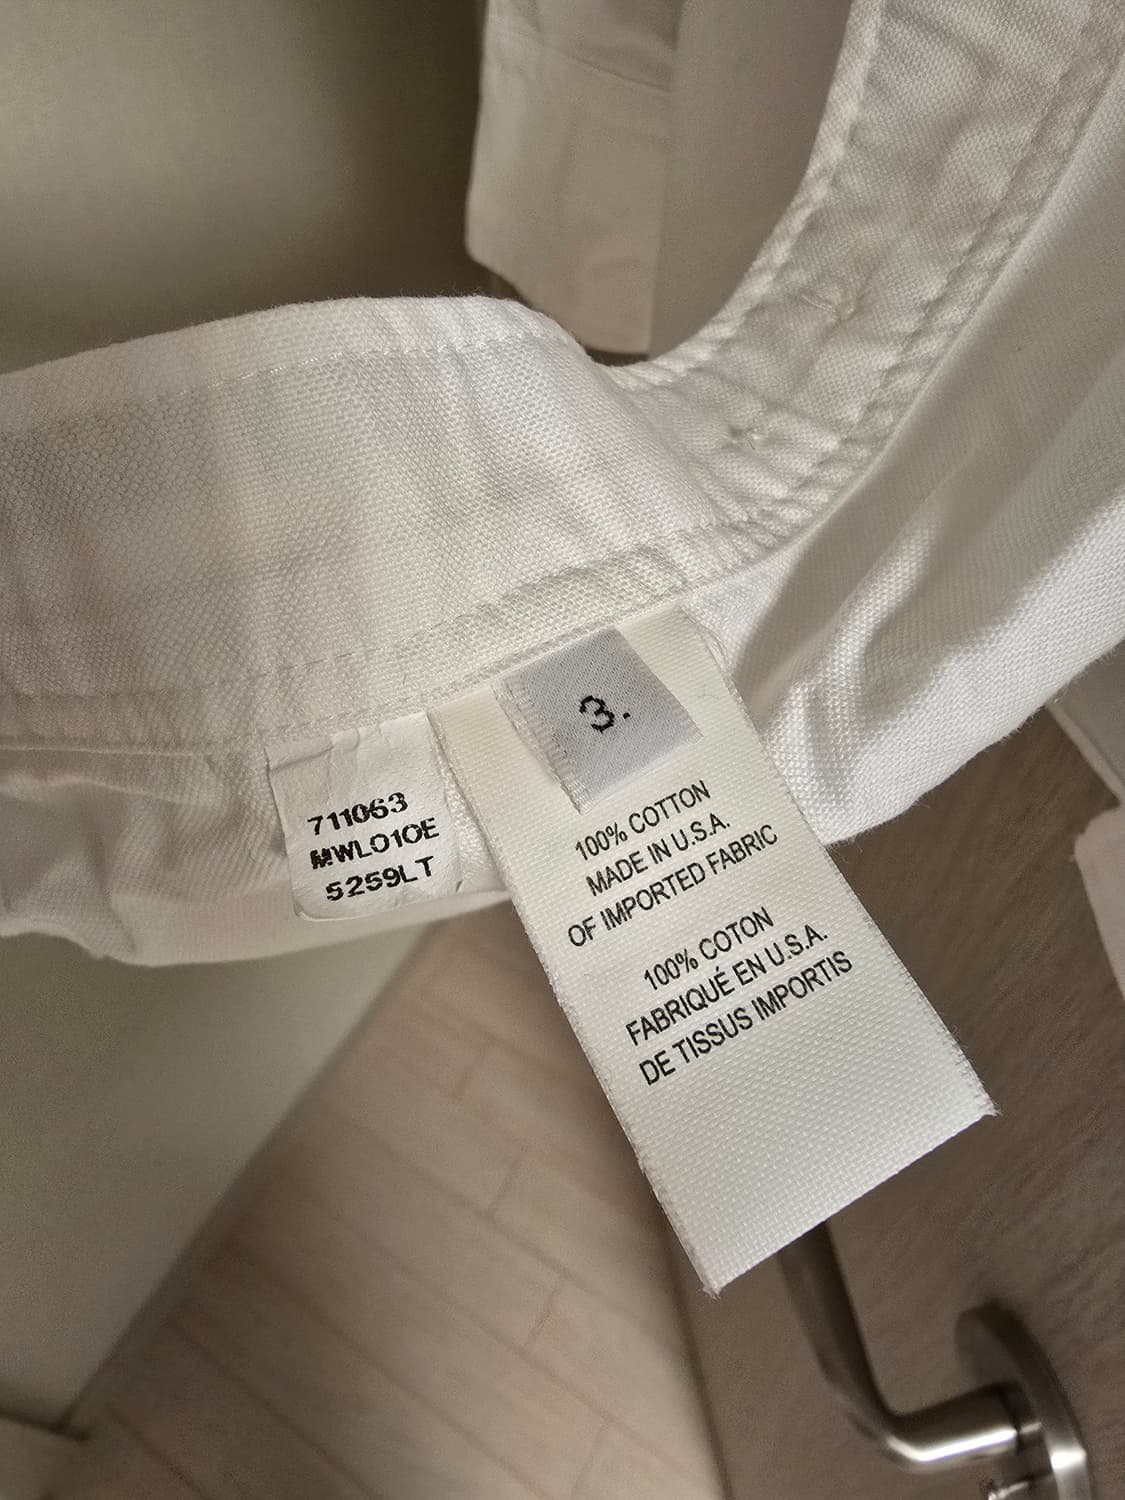 711063
MWL010E
5259LT
3.
100% COTTON
MADE IN U.S.A.
OF IMPORTED FABRIC
100% COTON
FABRIQUÉ EN U.S.A.
DE TISSUS IMPORTIS